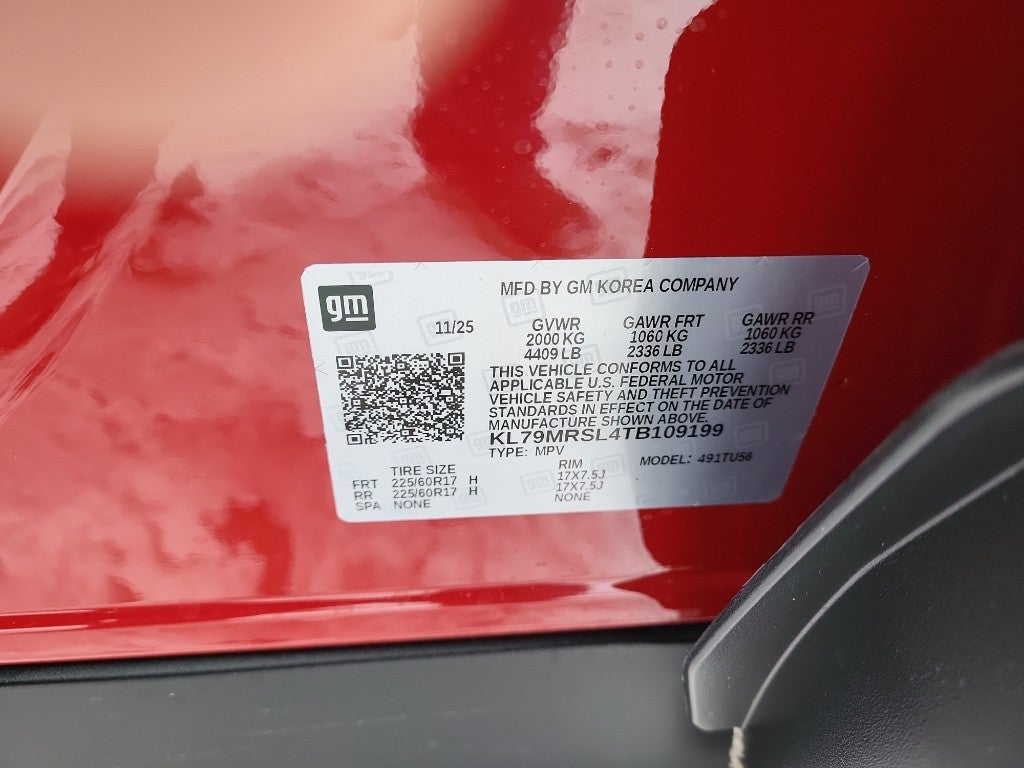 gm
MFD BY GM KOREA COMPANY
11/25
GVWR GAWR FRT GAWR RR
2000 KG 1060 KG 1060 KG
4409 LB 2336 LB 2336 LB
THIS VEHICLE CONFORMS TO ALL
APPLICABLE U.S. FEDERAL MOTOR
VEHICLE SAFETY AND THEFT PREVENTION
STANDARDS IN EFFECT ON THE DATE OF
MANUFACTURE SHOWN ABOVE.
KL79MRSL4TB109199
TYPE: MPV MODEL: 491TU56
TIRE SIZE RIM
FRT 225/60R17 H 17X7.5J
RR 225/60R17 H 17X7.5J
SPA NONE NONE